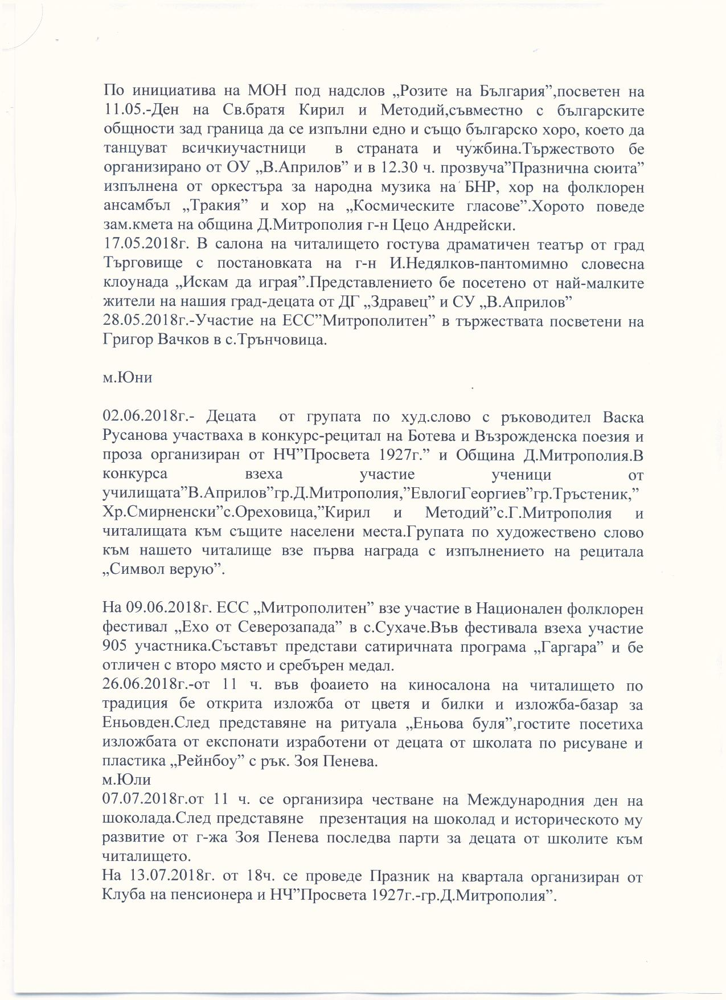 По инициатива на МОН под надслов „Розите на България”,посветен на
11.05.-Ден на Св.братя Кирил и Методий,съвместно с българските
общности зад граница да се изпълни едно и също българско хоро, което да
танцуват всичкиучастници в страната и чужбина.Тържеството бе
организирано от ОУ „В.Априлов” и в 12.30 ч. прозвуча”Празнична сюита”
изпълнена от оркестъра за народна музика на БНР, хор на фолклорен
ансамбъл „Тракия” и хор на „Космическите гласове”.Хорото поведе
зам.кмета на община Д.Митрополия г-н Цецо Андрейски.
17.05.2018г. В салона на читалището гостува драматичен театър от град
Търговище с постановката на г-н И.Недялков-пантомимно словесна
клоунада „Искам да играя”.Представлението бе посетено от най-малките
жители на нашия град-децата от ДГ „Здравец” и СУ „В.Априлов”
28.05.2018г.-Участие на ЕСС”Митрополитен” в тържествата посветени на
Григор Вачков в с.Трънчовица.
м.Юни
02.06.2018г.- Децата от групата по худ.слово с ръководител Васка
Русанова участваха в конкурс-рецитал на Ботева и Възрожденска поезия и
проза организиран от НЧ”Просвета 1927г.” и Община Д.Митрополия.В
конкурса взеха участие ученици от
училищата”В.Априлов”гр.Д.Митрополия,”ЕвлогиГеоргиев”гр.Тръстеник,”
Хр.Смирненски”с.Ореховица,”Кирил и Методий”с.Г.Митрополия и
читалищата към същите населени места.Групата по художествено слово
към нашето читалище взе първа награда с изпълнението на рецитала
„Символ верую”.
На 09.06.2018г. ЕСС „Митрополитен” взе участие в Национален фолклорен
фестивал „Ехо от Северозапада” в с.Сухаче.Във фестивала взеха участие
905 участника.Съставът представи сатиричната програма „Гаргара” и бе
отличен с второ място и сребърен медал.
26.06.2018г.-от 11 ч. във фоаието на киносалона на читалището по
традиция бе открита изложба от цветя и билки и изложба-базар за
Еньовден.След представяне на ритуала „Еньова буля”,гостите посетиха
изложбата от експонати изработени от децата от школата по рисуване и
пластика „Рейнбоу” с рък. Зоя Пенева.
м.Юли
07.07.2018г.от 11 ч. се организира честване на Международния ден на
шоколада.След представяне презентация на шоколад и историческото му
развитие от г-жа Зоя Пенева последва парти за децата от школите към
читалището.
На 13.07.2018г. от 18ч. се проведе Празник на квартала организиран от
Клуба на пенсионера и НЧ”Просвета 1927г.-гр.Д.Митрополия”.